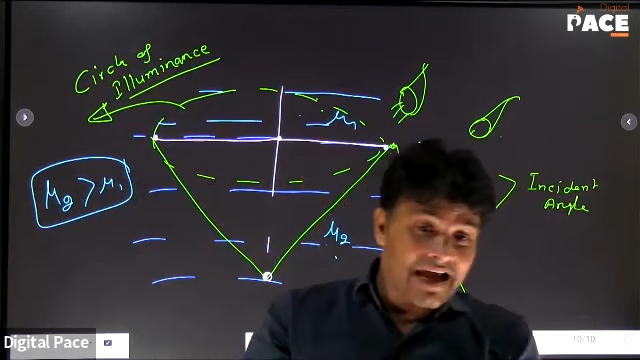 Digital
PACE
Circle of
Illuminance
μ₁
μ₂ > μ₁
Incident
Angle
μ₂
Digital Pace
10/10